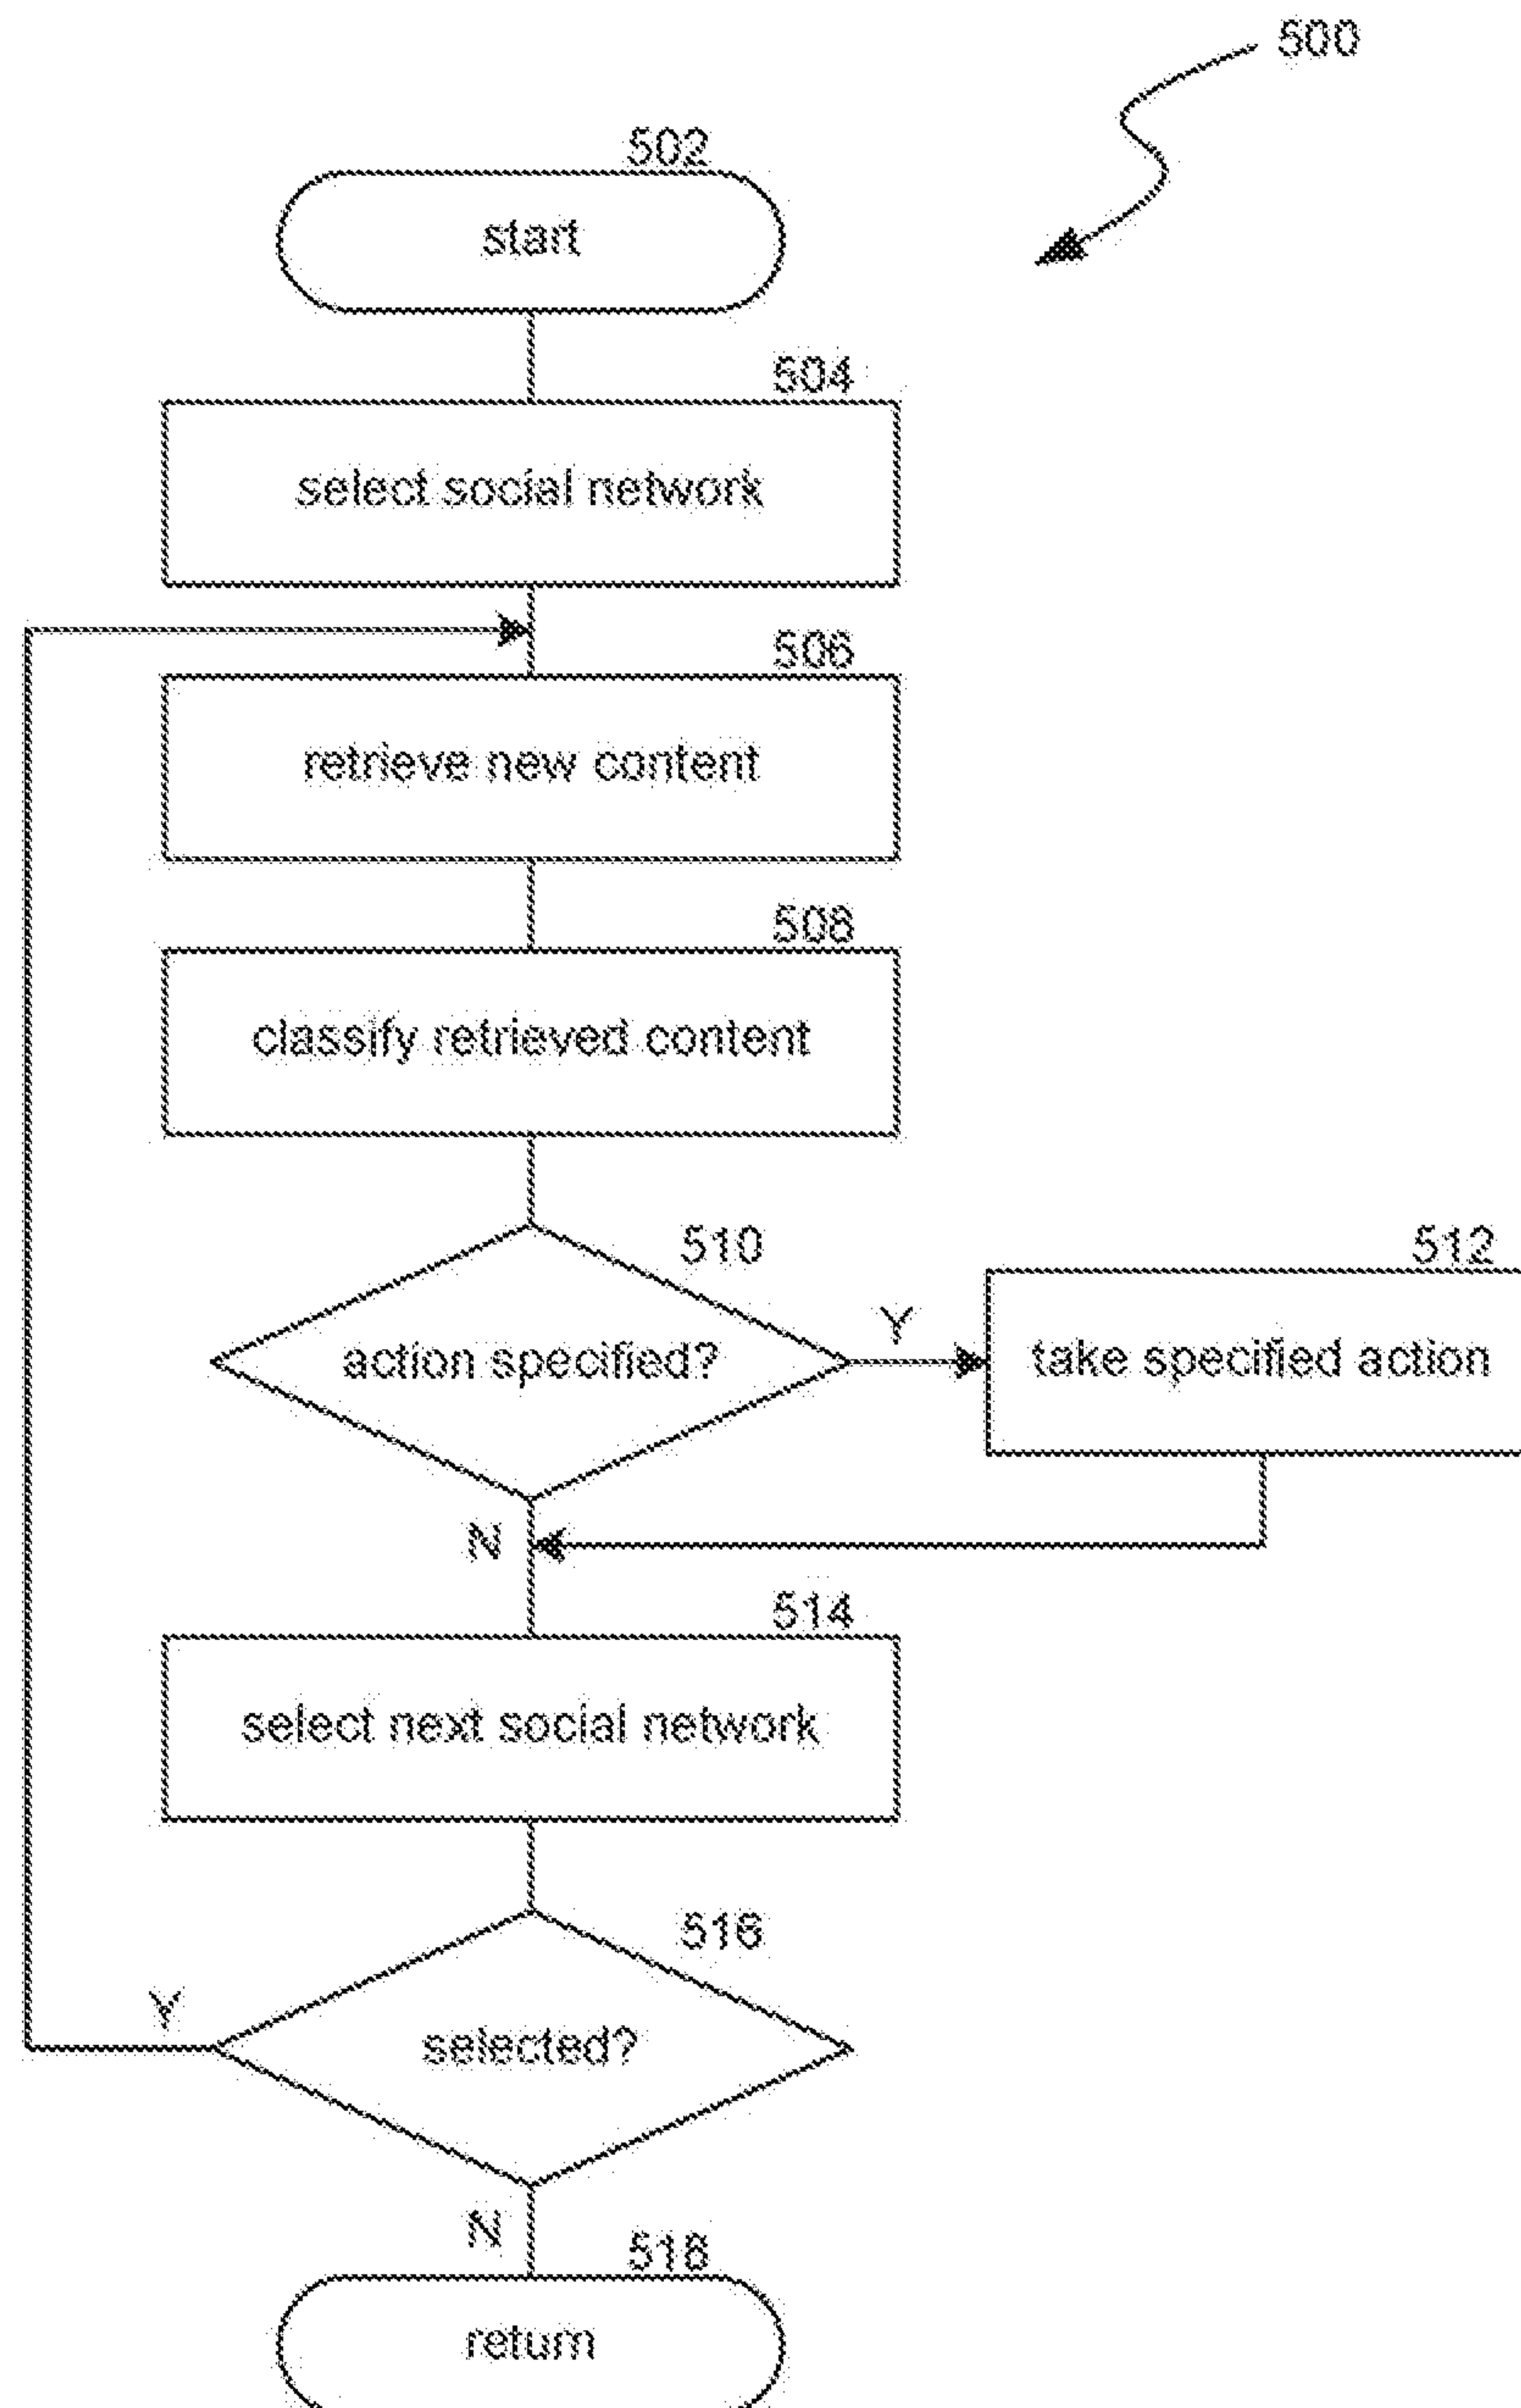 500
502
start
504
select social network
506
retrieve new content
508
classify retrieved content
510
action specified?
Y
512
take specified action
N
514
select next social network
516
selected?
Y
N
518
return